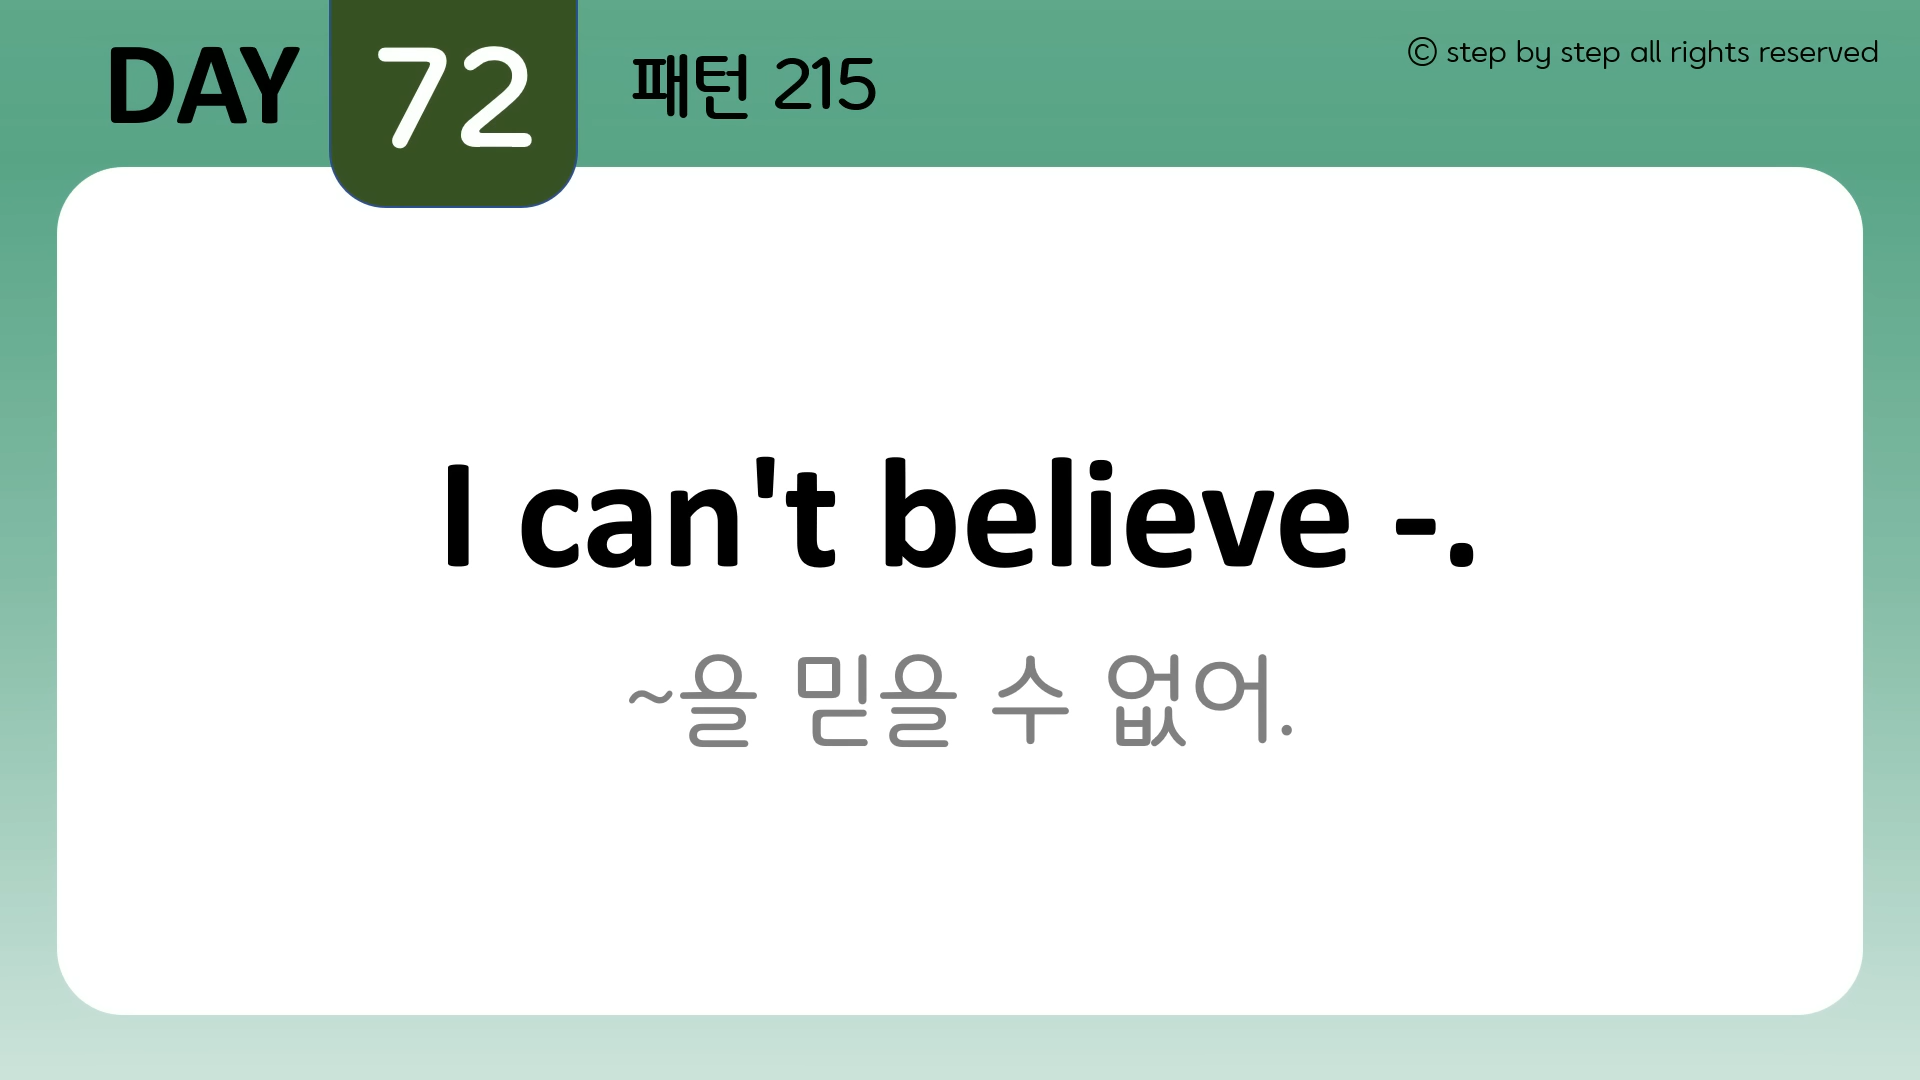 DAY 72 패턴 215
© step by step all rights reserved
I can't believe -.
~을 믿을 수 없어.